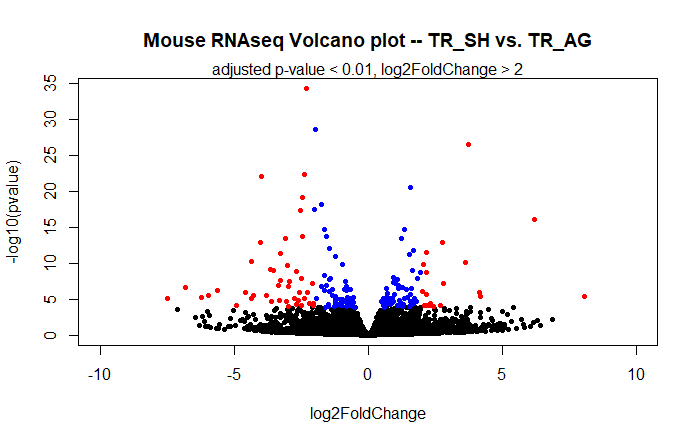 Mouse RNAseq Volcano plot -- TR_SH vs. TR_AG
adjusted p-value < 0.01, log2FoldChange > 2
35
30
25
20
15
10
5
0
-log10(pvalue)
-10 -5 0 5 10
log2FoldChange